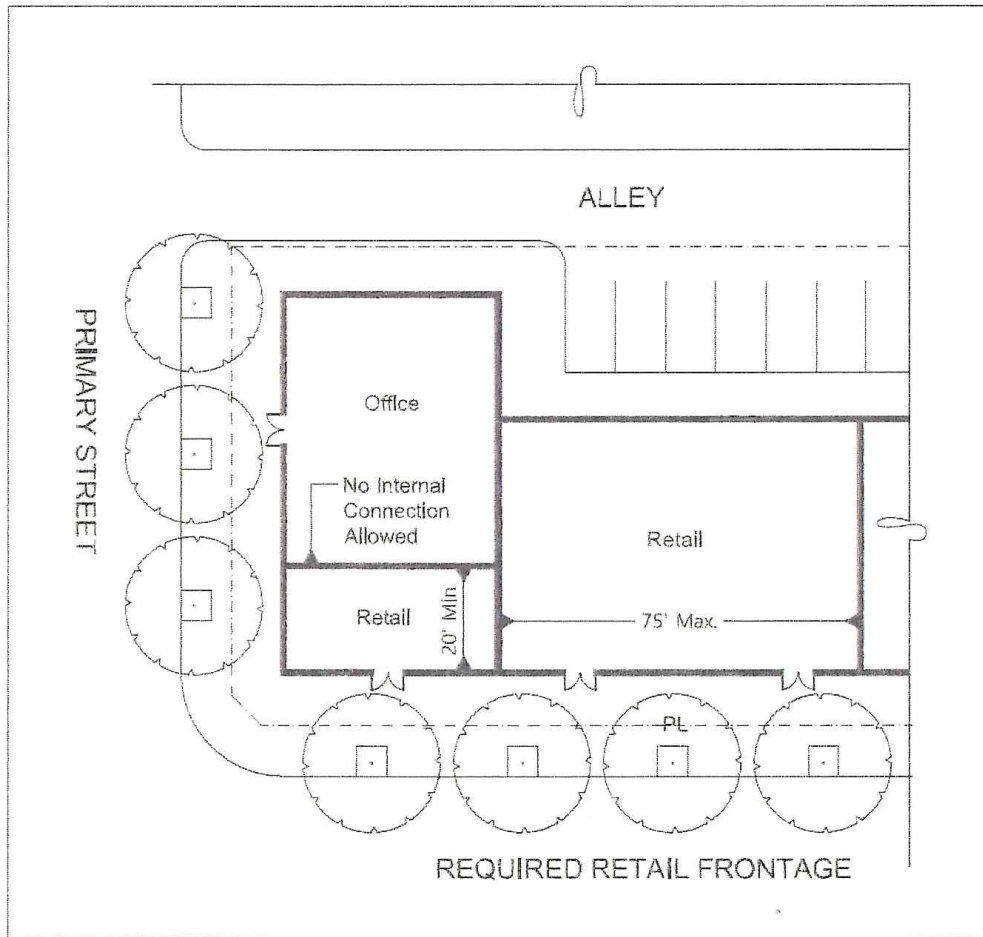 ALLEY
PRIMARY STREET
Office
No Internal
Connection
Allowed
Retail
Retail
20' Min
75' Max.
PL
REQUIRED RETAIL FRONTAGE